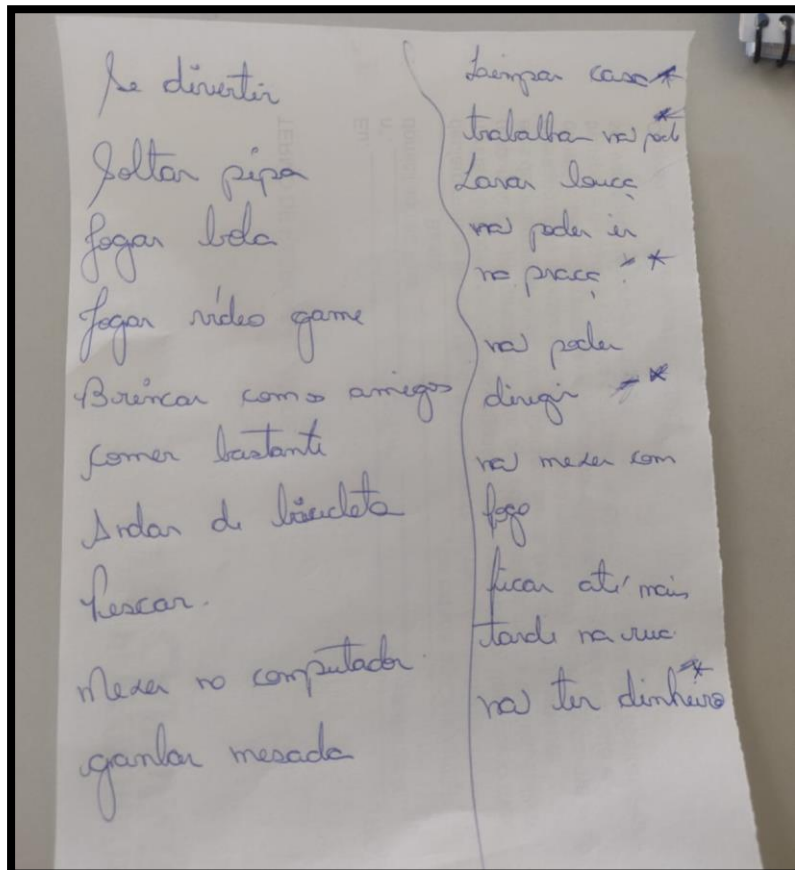 Se divertir
Soltar pipa
Jogar bola
Jogar vídeo game
Brincar com os amigos
comer bastante
Andar de bicicleta
Pescar.
Mexer no computador
ganhar mesada
Limpar casa *
trabalhar não pode *
Lavar louça
não poder ir
na praça **
não poder
dirigir **
não mexer com
fogo
ficar até mais
tarde na rua
não ter dinheiro *